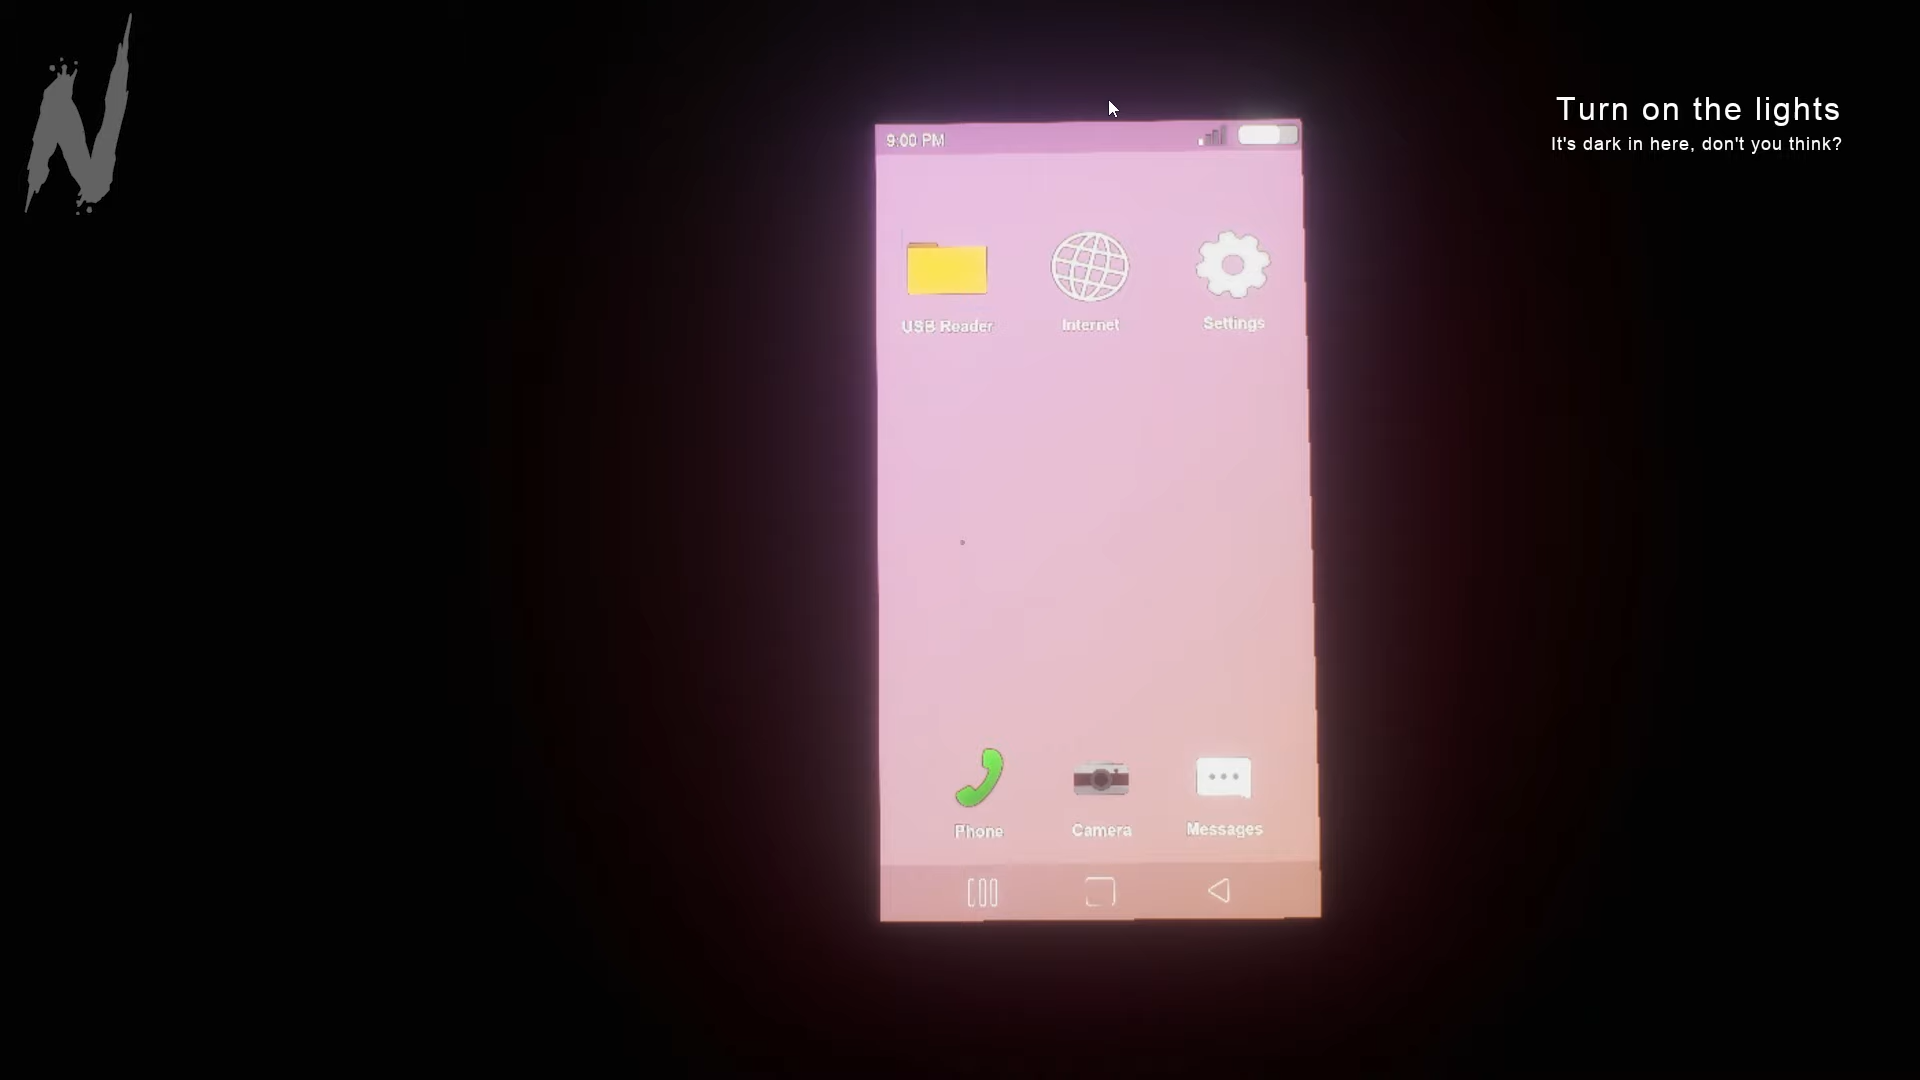 N
Turn on the lights
It's dark in here, don't you think?
9:00 PM
USB Reader
Internet
Settings
Phone
Camera
Messages